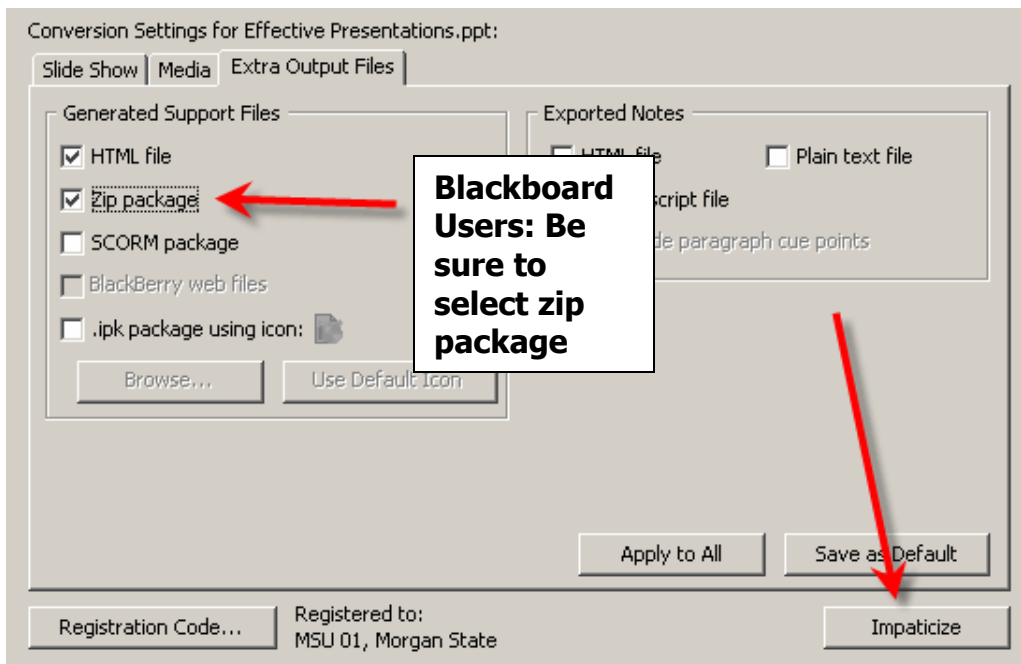 Conversion Settings for Effective Presentations.ppt:
Slide Show Media Extra Output Files
Generated Support Files
HTML file
Zip package
SCORM package
BlackBerry web files
.ipk package using icon:
Browse... Use Default Icon
Exported Notes
HTML file Plain text file
script file
paragraph cue points
Blackboard
Users: Be
sure to
select zip
package
Apply to All Save as Default
Registration Code... Registered to:
MSU 01, Morgan State
Impaticize